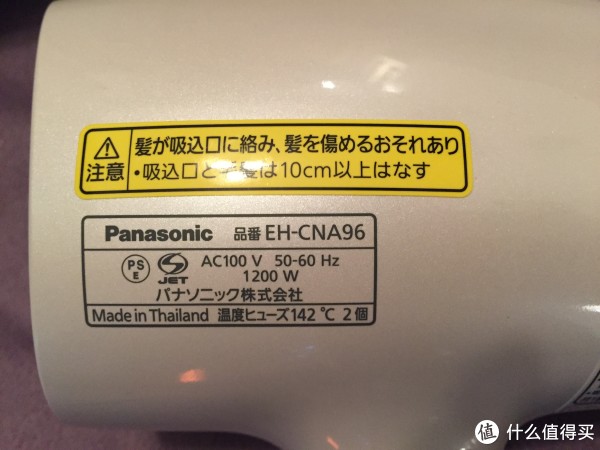 髪が吸込口に絡み、髪を傷めるおそれあり
注意
・吸込口と毛髪は10cm以上はなす
Panasonic 品番 EH-CNA96
PS E
JET
AC100 V 50-60 Hz
1200 W
パナソニック株式会社
Made in Thailand 温度ヒューズ142 ℃ 2個
值 什么值得买